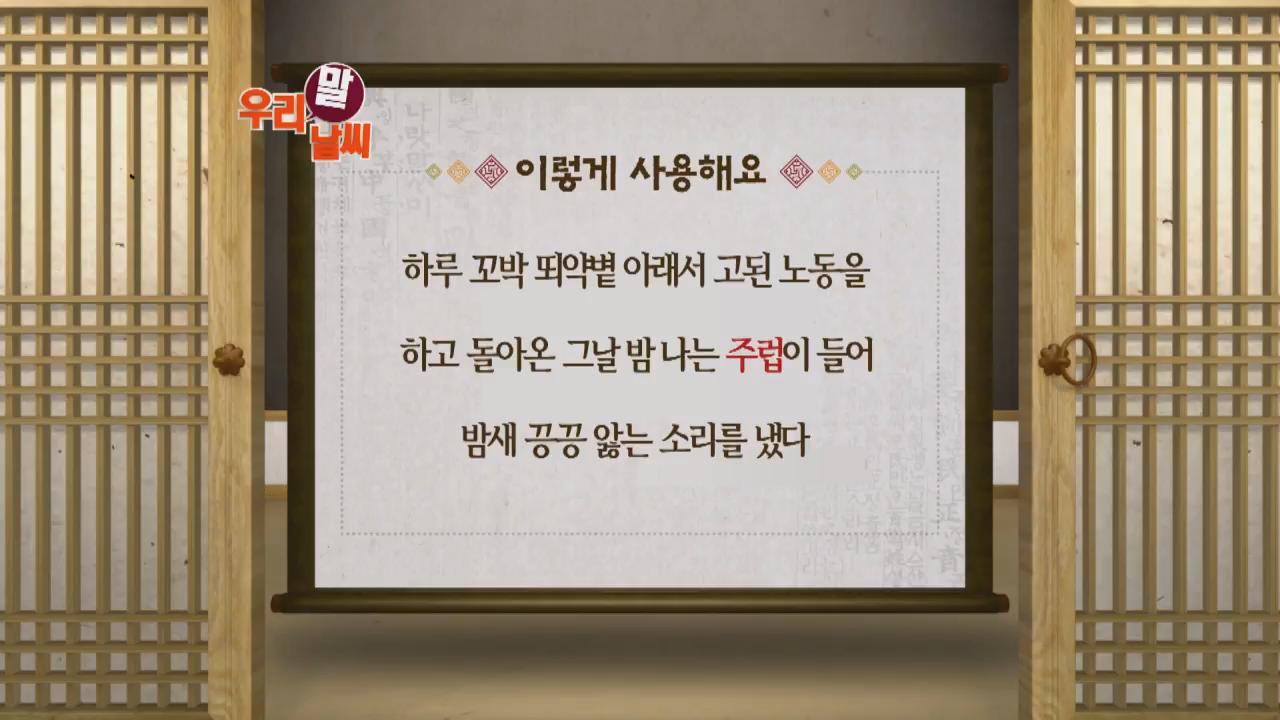 우리말
날씨
이렇게 사용해요
하루 꼬박 뙤약볕 아래서 고된 노동을
하고 돌아온 그날 밤 나는 주럽이 들어
밤새 끙끙 앓는 소리를 냈다